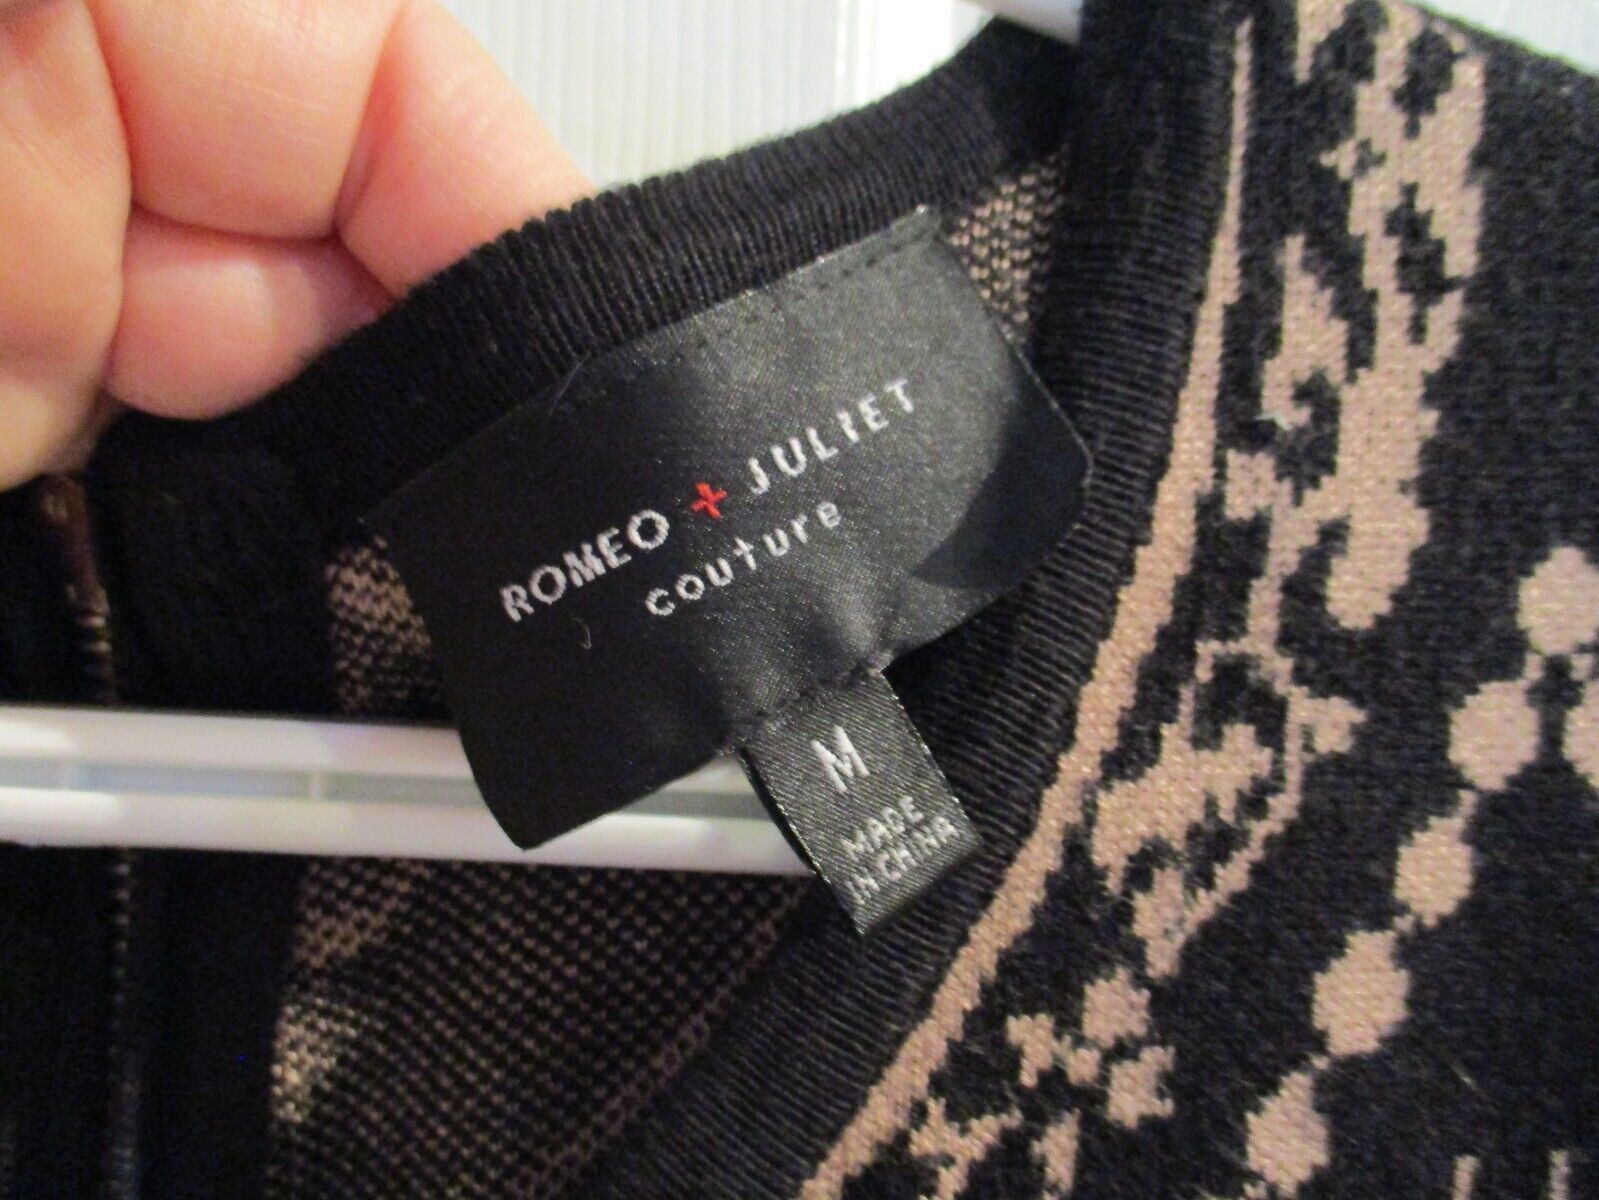 ROMEO + JULIET
couture
M
MADE
IN CHINA